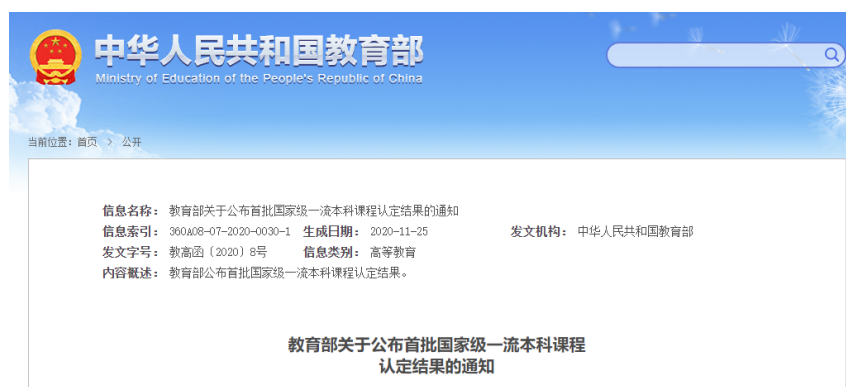 中华人民共和国教育部
Ministry of Education of the People's Republic of China
当前位置：首页 > 公开
信息名称： 教育部关于公布首批国家级一流本科课程认定结果的通知
信息索引： 360A08-07-2020-0030-1 生成日期： 2020-11-25 发文机构： 中华人民共和国教育部
发文字号： 教高函〔2020〕8号 信息类别： 高等教育
内容概述： 教育部公布首批国家级一流本科课程认定结果。
教育部关于公布首批国家级一流本科课程
认定结果的通知